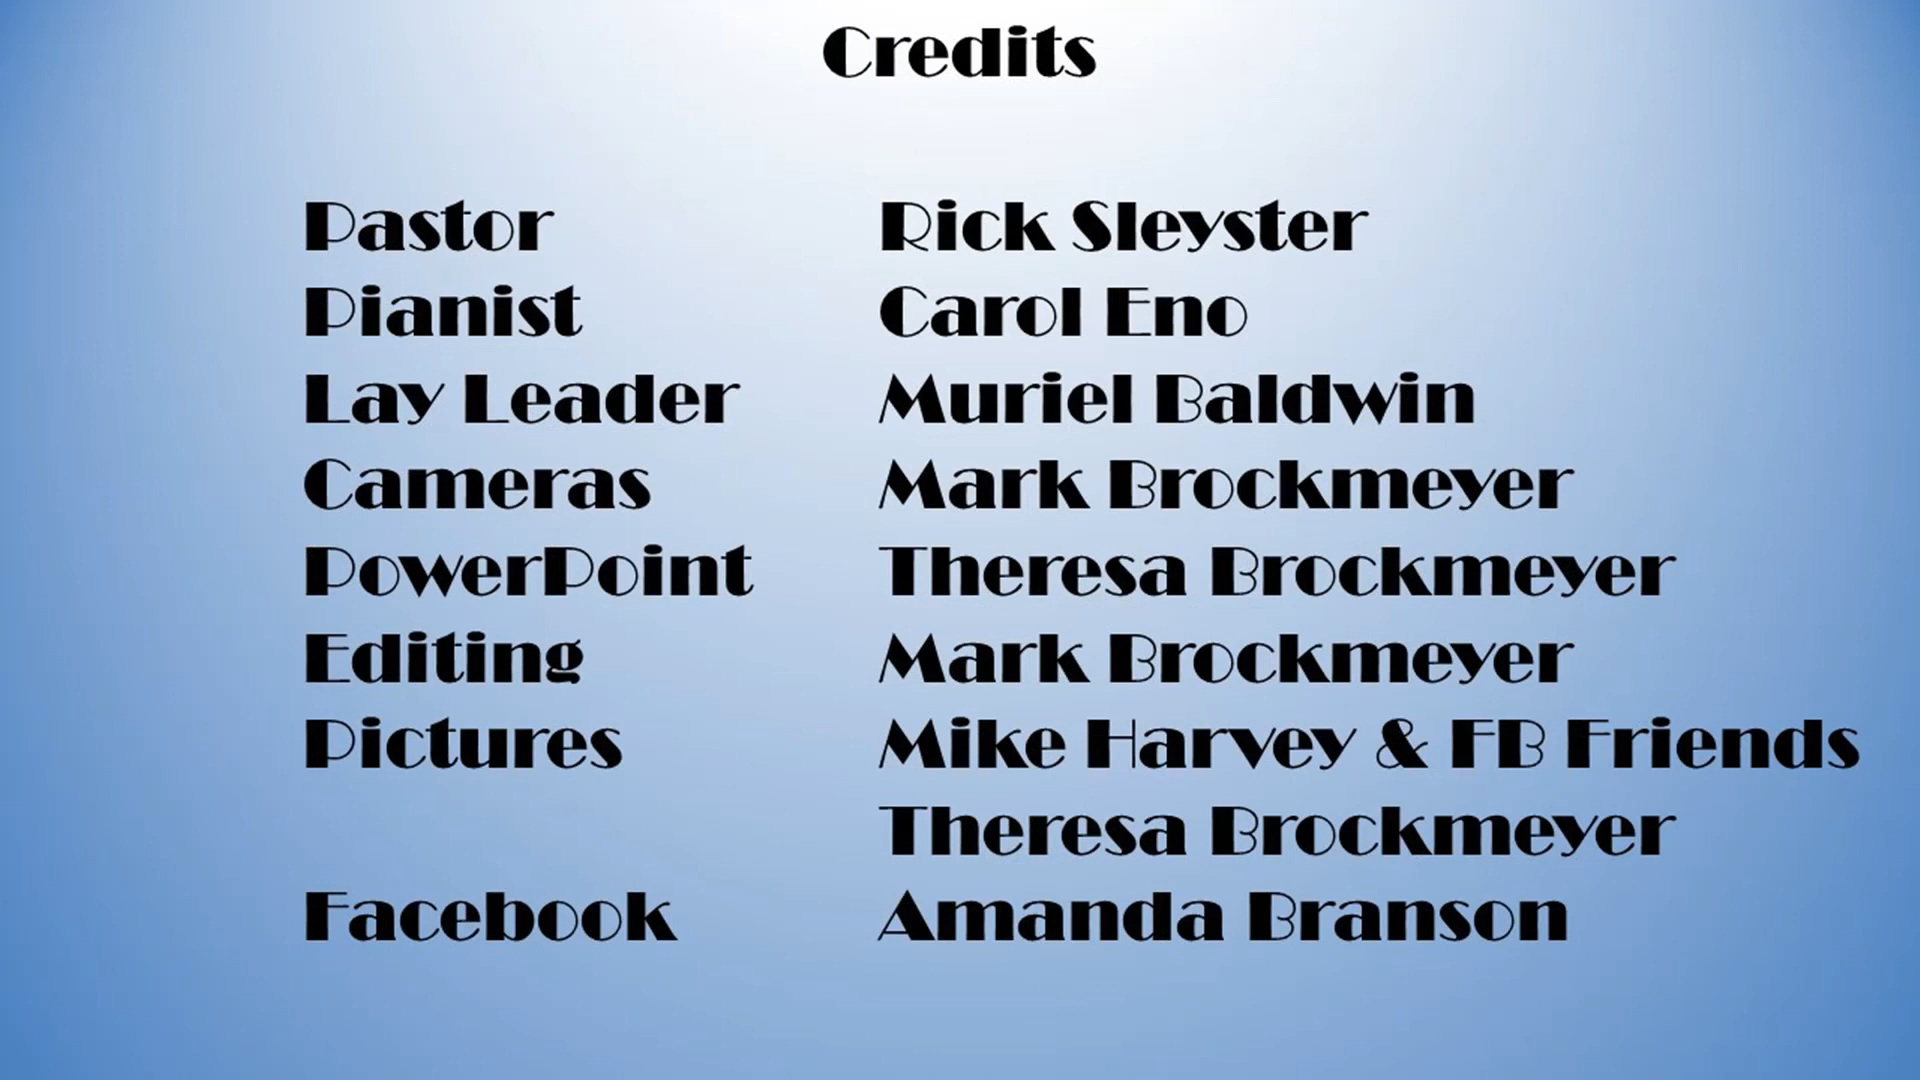 Credits
Pastor Rick Sleyster
Pianist Carol Eno
Lay Leader Muriel Baldwin
Cameras Mark Brockmeyer
PowerPoint Theresa Brockmeyer
Editing Mark Brockmeyer
Pictures Mike Harvey & FB Friends
Theresa Brockmeyer
Facebook Amanda Branson